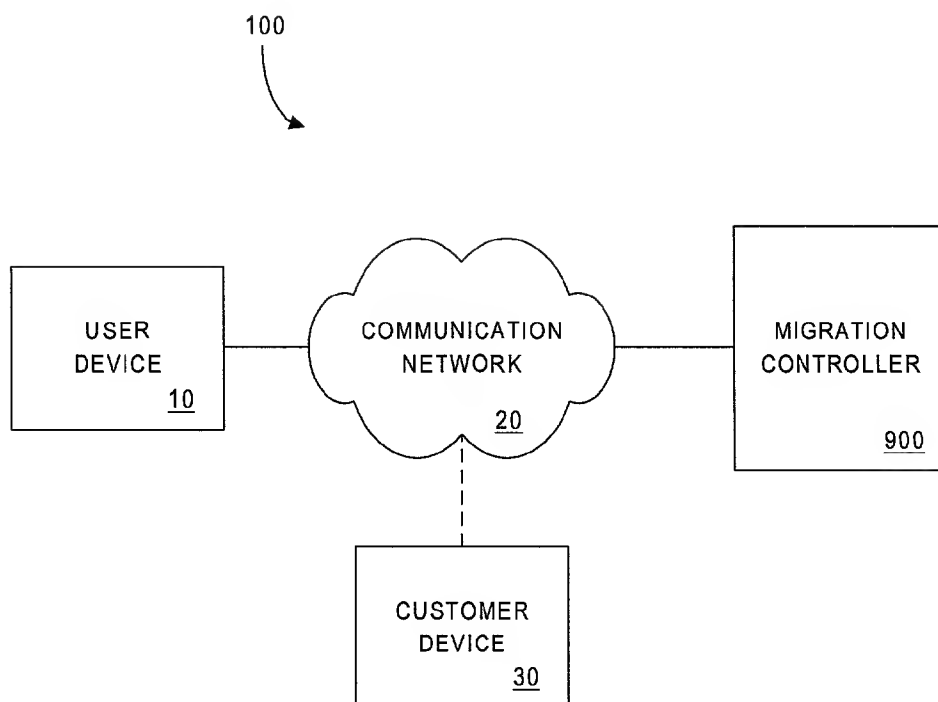 100
USER
DEVICE
10
COMMUNICATION
NETWORK
20
MIGRATION
CONTROLLER
900
CUSTOMER
DEVICE
30